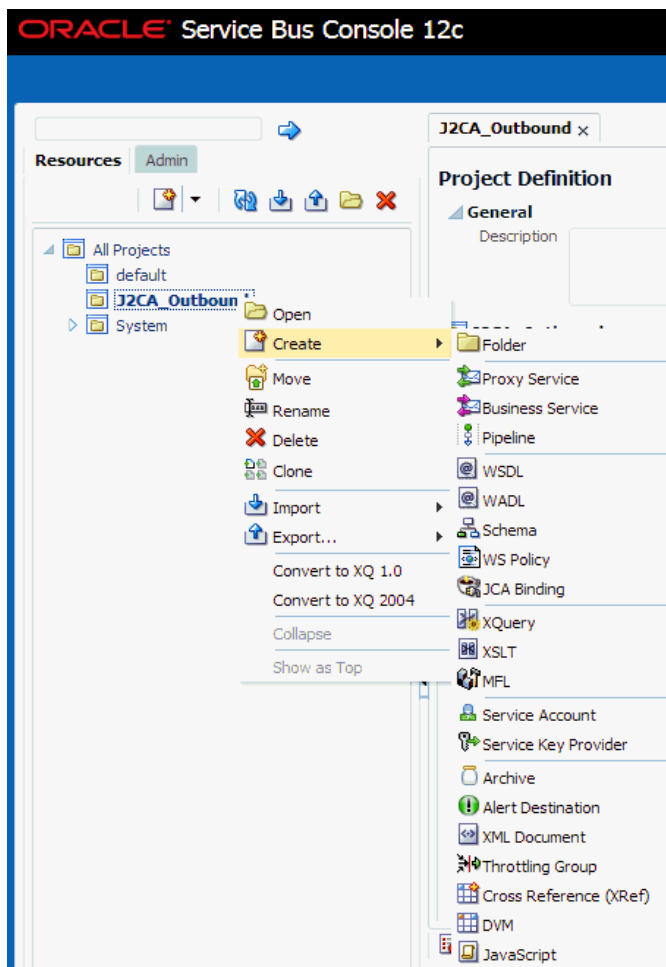 ORACLE Service Bus Console 12c
J2CA_Outbound
Resources Admin
Project Definition
General
Description
All Projects
default
J2CA_Outboun
System
Open
Create
Move
Rename
Delete
Clone
Import
Export...
Convert to XQ 1.0
Convert to XQ 2004
Collapse
Show as Top
Folder
Proxy Service
Business Service
Pipeline
WSDL
WADL
Schema
WS Policy
JCA Binding
XQuery
XSLT
MFL
Service Account
Service Key Provider
Archive
Alert Destination
XML Document
Throttling Group
Cross Reference (XRef)
DVM
JavaScript